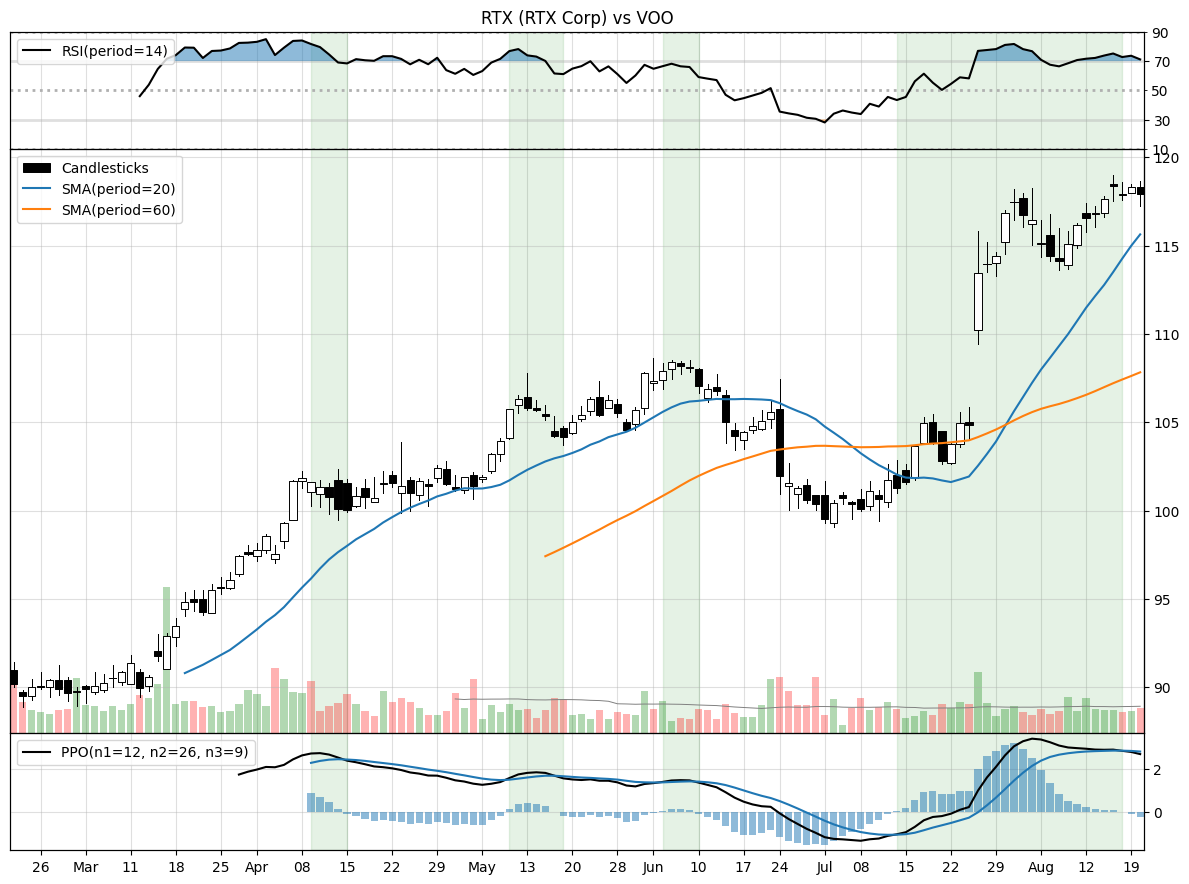 RTX (RTX Corp) vs VOO
RSI(period=14)
90
70
50
30
10
Candlesticks
SMA(period=20)
SMA(period=60)
120
115
110
105
100
95
90
PPO(n1=12, n2=26, n3=9)
2
0
26 Mar 11 18 25 Apr 08 15 22 29 May 13 20 28 Jun 10 17 24 Jul 08 15 22 29 Aug 12 19